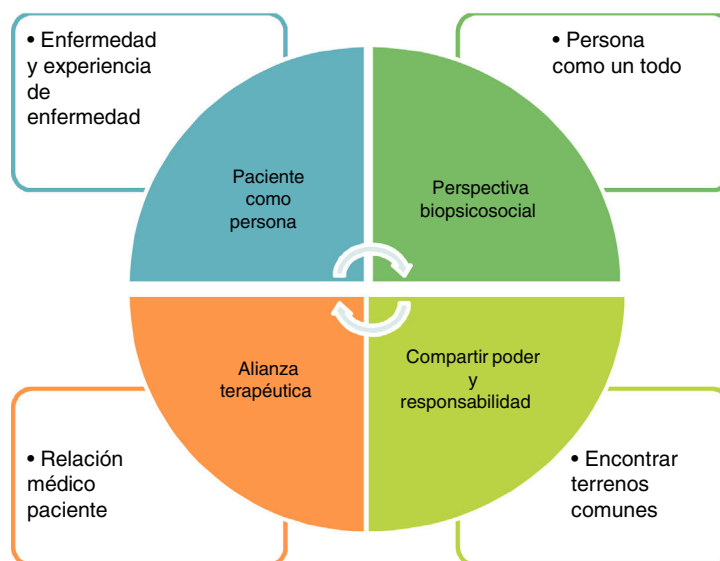 • Enfermedad
y experiencia
de
enfermedad
• Persona
como un todo
Paciente
como
persona
Perspectiva
biopsicosocial
Alianza
terapéutica
Compartir poder
y
responsabilidad
• Relación
médico
paciente
• Encontrar
terrenos
comunes